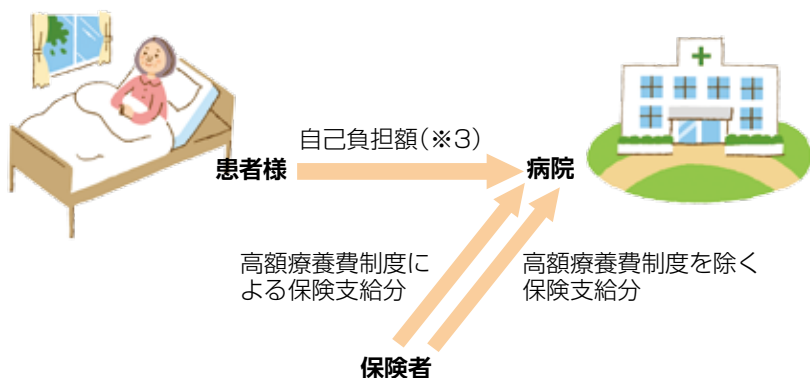 自己負担額(※3)
患者様
病院
高額療養費制度に
よる保険支給分
高額療養費制度を除く
保険支給分
保険者